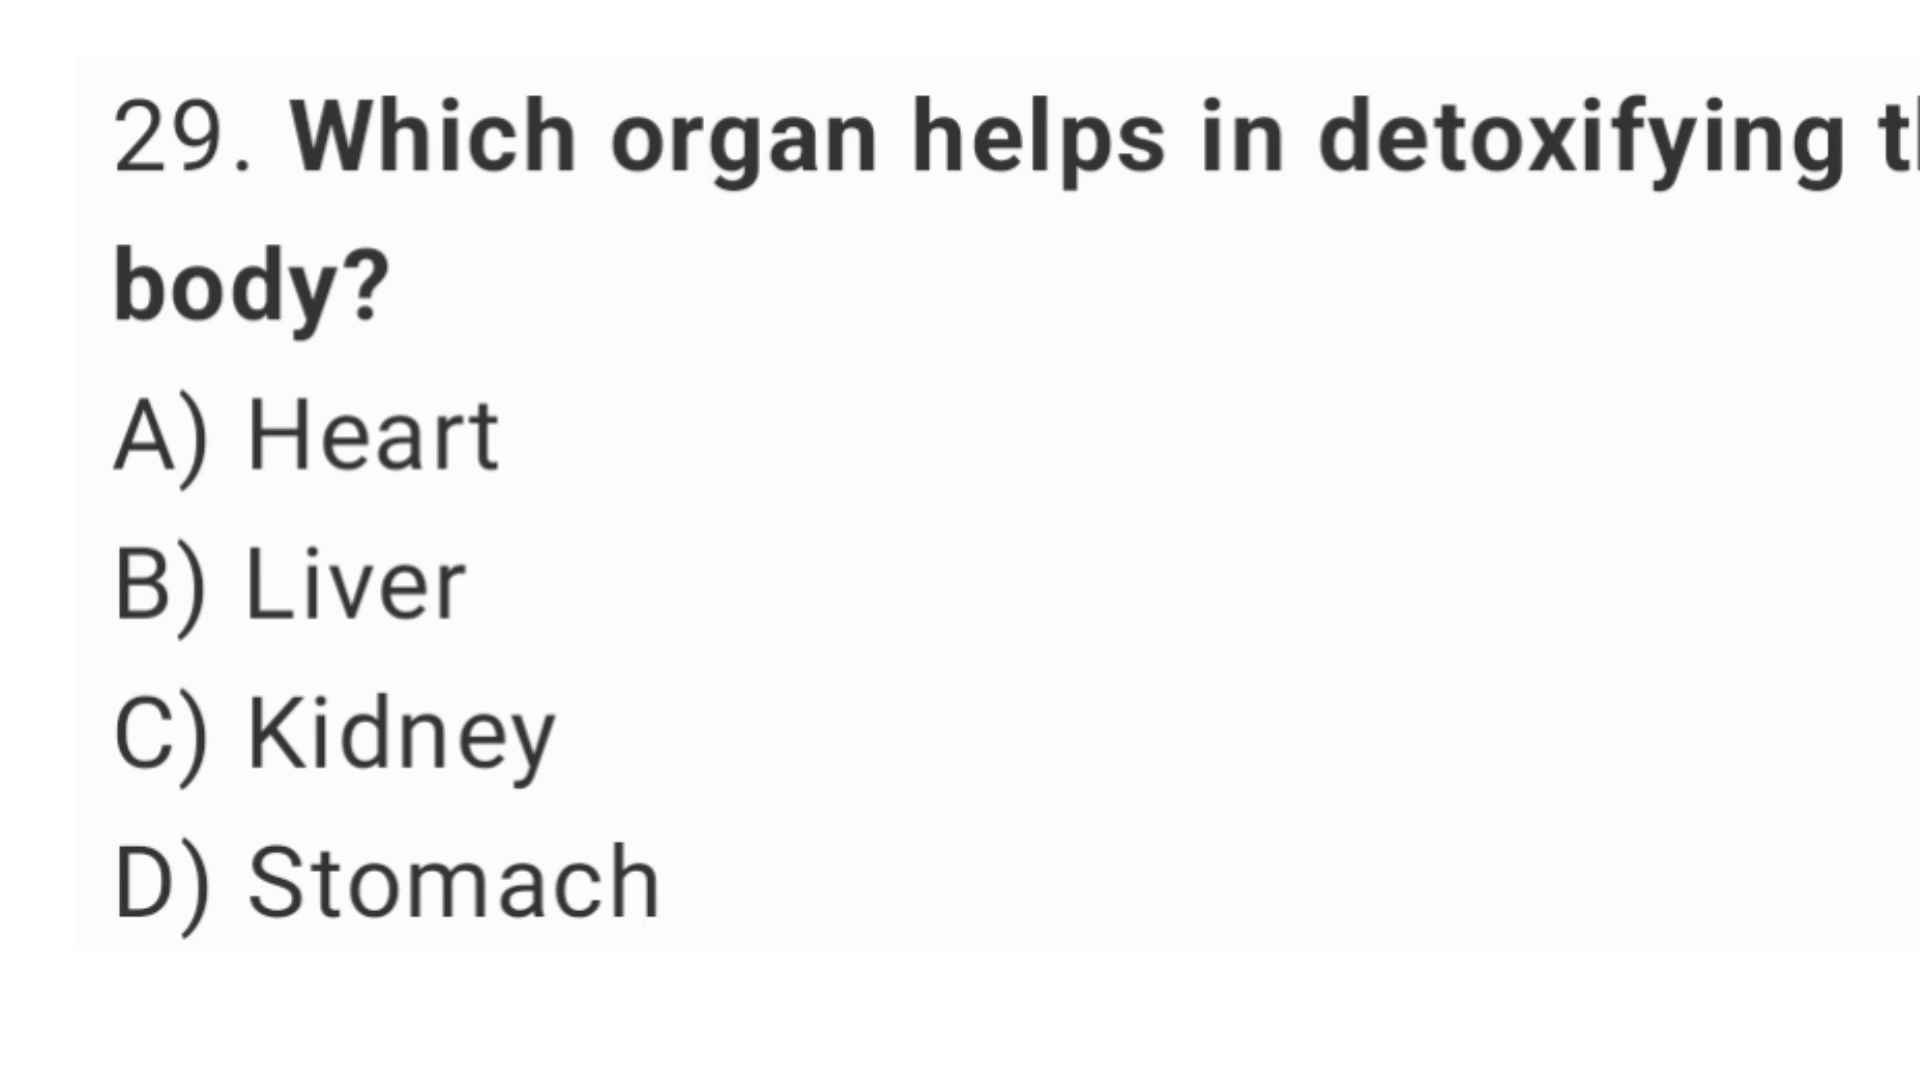 29. Which organ helps in detoxifying
body?
A) Heart
B) Liver
C) Kidney
D) Stomach